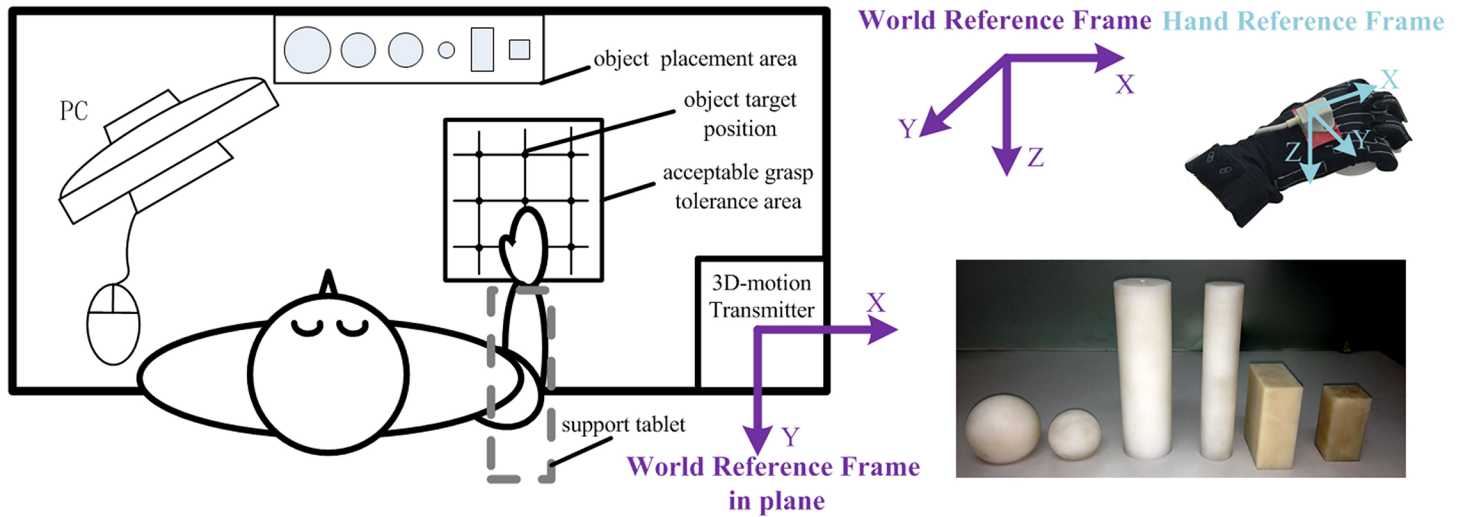 PC
object placement area
object target
position
acceptable grasp
tolerance area
3D-motion
Transmitter
X
Y
support tablet
World Reference Frame
in plane
World Reference Frame
X
Y
Z
Hand Reference Frame
X
Y
Z